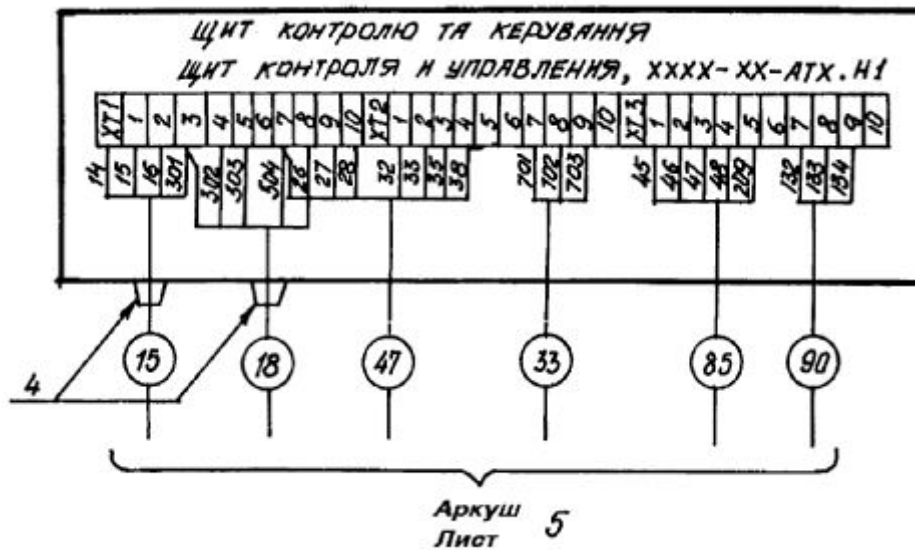 ЩИТ КОНТРОЛЮ ТА КЕРУВАННЯ
ЩИТ КОНТРОЛЯ И УПРАВЛЕНИЯ, ХХХХ-ХХ-АТХ.Н1
ХТ1 1 2 3 4 5 6 7 8 9 10 ХТ2 1 2 3 4 5 6 7 8 9 10 ХТ3 1 2 3 4 5 6 7 8 9 10
14 15 16 301 302 303 304 26 27 28 32 33 35 38 701 702 703 45 46 47 48 209 132 133 134
15 18 47 33 85 90
4
Аркуш 5
Лист